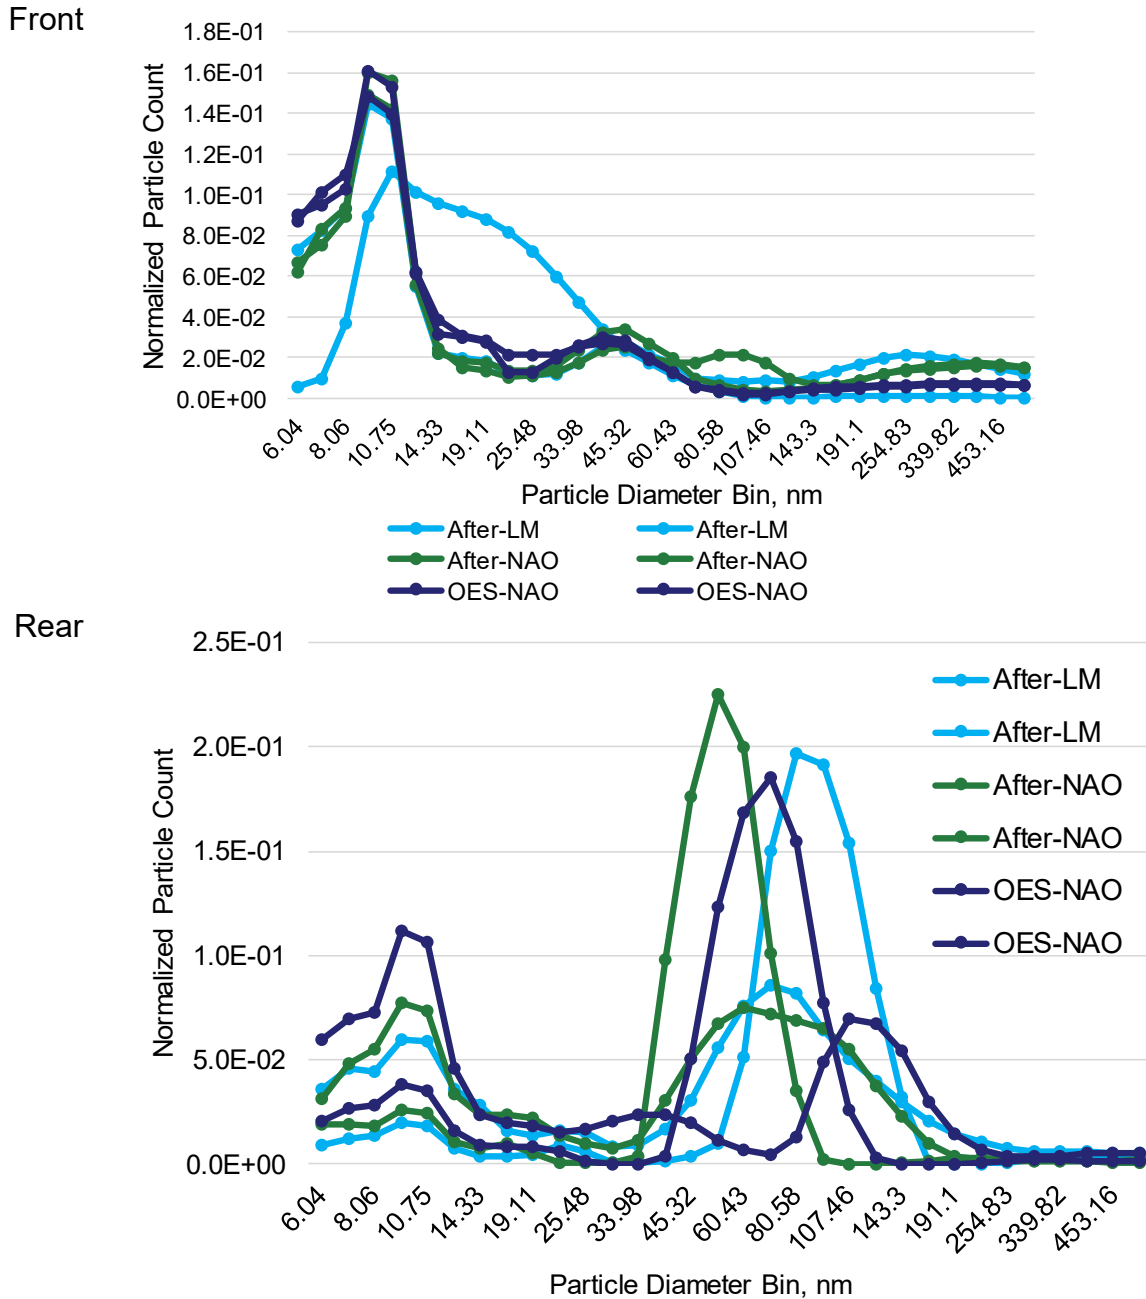 Front
1.8E-01
1.6E-01
1.4E-01
1.2E-01
1.0E-01
8.0E-02
6.0E-02
4.0E-02
2.0E-02
0.0E+00
Normalized Particle Count
6.04
8.06
10.75
14.33
19.11
25.48
33.98
45.32
60.43
80.58
107.46
143.3
191.1
254.83
339.82
453.16
Particle Diameter Bin, nm
After-LM After-LM
After-NAO After-NAO
OES-NAO OES-NAO
Rear
2.5E-01
2.0E-01
1.5E-01
1.0E-01
5.0E-02
0.0E+00
Normalized Particle Count
After-LM
After-LM
After-NAO
After-NAO
OES-NAO
OES-NAO
6.04
8.06
10.75
14.33
19.11
25.48
33.98
45.32
60.43
80.58
107.46
143.3
191.1
254.83
339.82
453.16
Particle Diameter Bin, nm